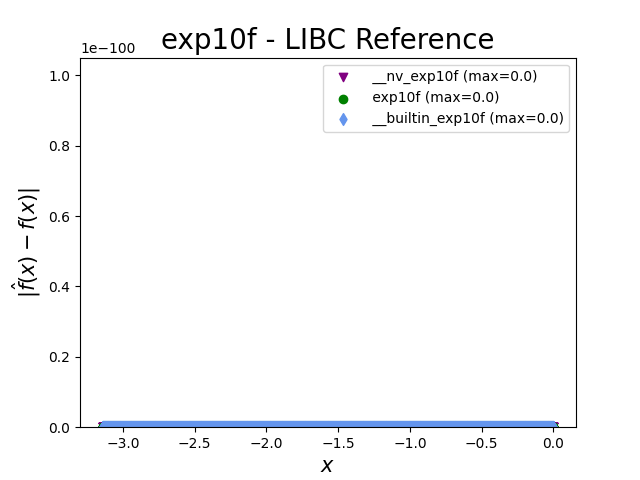 exp10f - LIBC Reference
1e−100
__nv_exp10f (max=0.0)
exp10f (max=0.0)
__builtin_exp10f (max=0.0)
1.0
0.8
0.6
0.4
0.2
0.0
|f̂(x) − f(x)|
−3.0 −2.5 −2.0 −1.5 −1.0 −0.5 0.0
x